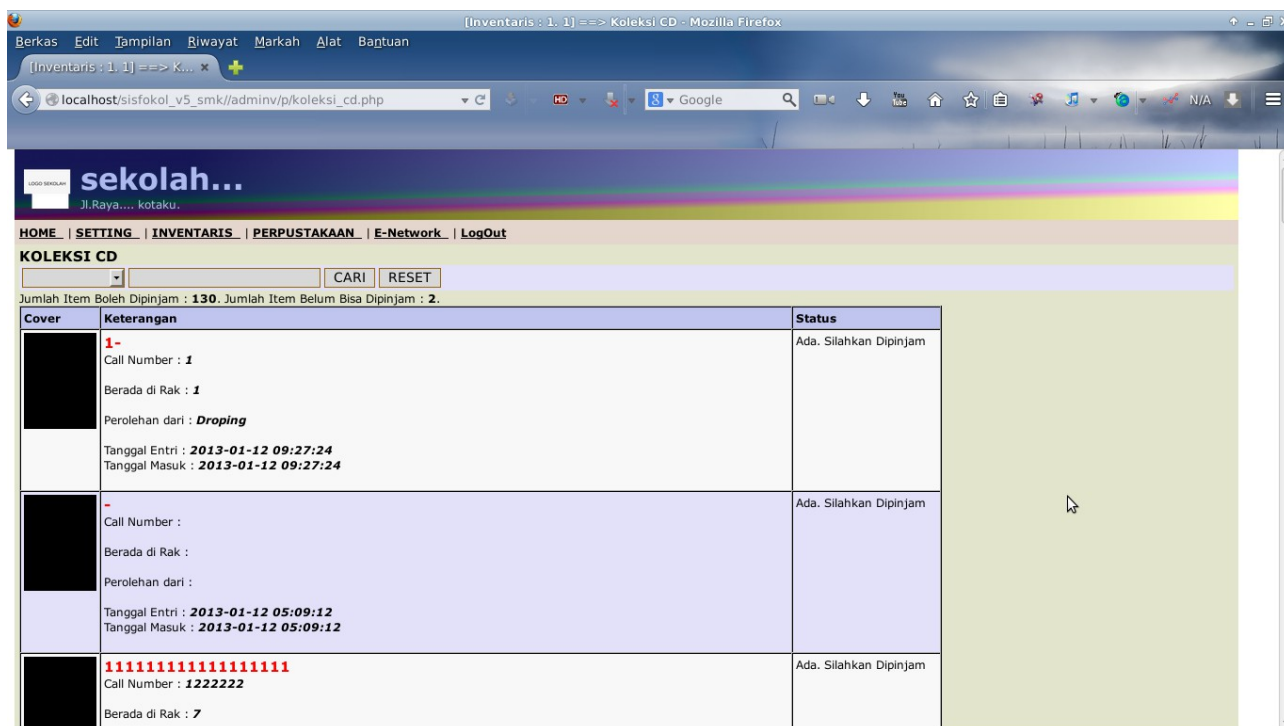 [Inventaris : 1. 1] ==> Koleksi CD - Mozilla Firefox
Berkas Edit Tampilan Riwayat Markah Alat Bantuan
[Inventaris : 1. 1] ==> K...
localhost/sisfokol_v5_smk//adminv/p/koleksi_cd.php HD Google You Tube N/A
LOGO SEKOLAH
sekolah...
Jl.Raya.... kotaku.
HOME | SETTING | INVENTARIS | PERPUSTAKAAN | E-Network | LogOut
KOLEKSI CD
CARI RESET
Jumlah Item Boleh Dipinjam : 130. Jumlah Item Belum Bisa Dipinjam : 2.
Cover Keterangan Status
1- Ada. Silahkan Dipinjam
Call Number : 1
Berada di Rak : 1
Perolehan dari : Droping
Tanggal Entri : 2013-01-12 09:27:24
Tanggal Masuk : 2013-01-12 09:27:24
- Ada. Silahkan Dipinjam
Call Number :
Berada di Rak :
Perolehan dari :
Tanggal Entri : 2013-01-12 05:09:12
Tanggal Masuk : 2013-01-12 05:09:12
111111111111111111 Ada. Silahkan Dipinjam
Call Number : 1222222
Berada di Rak : 7